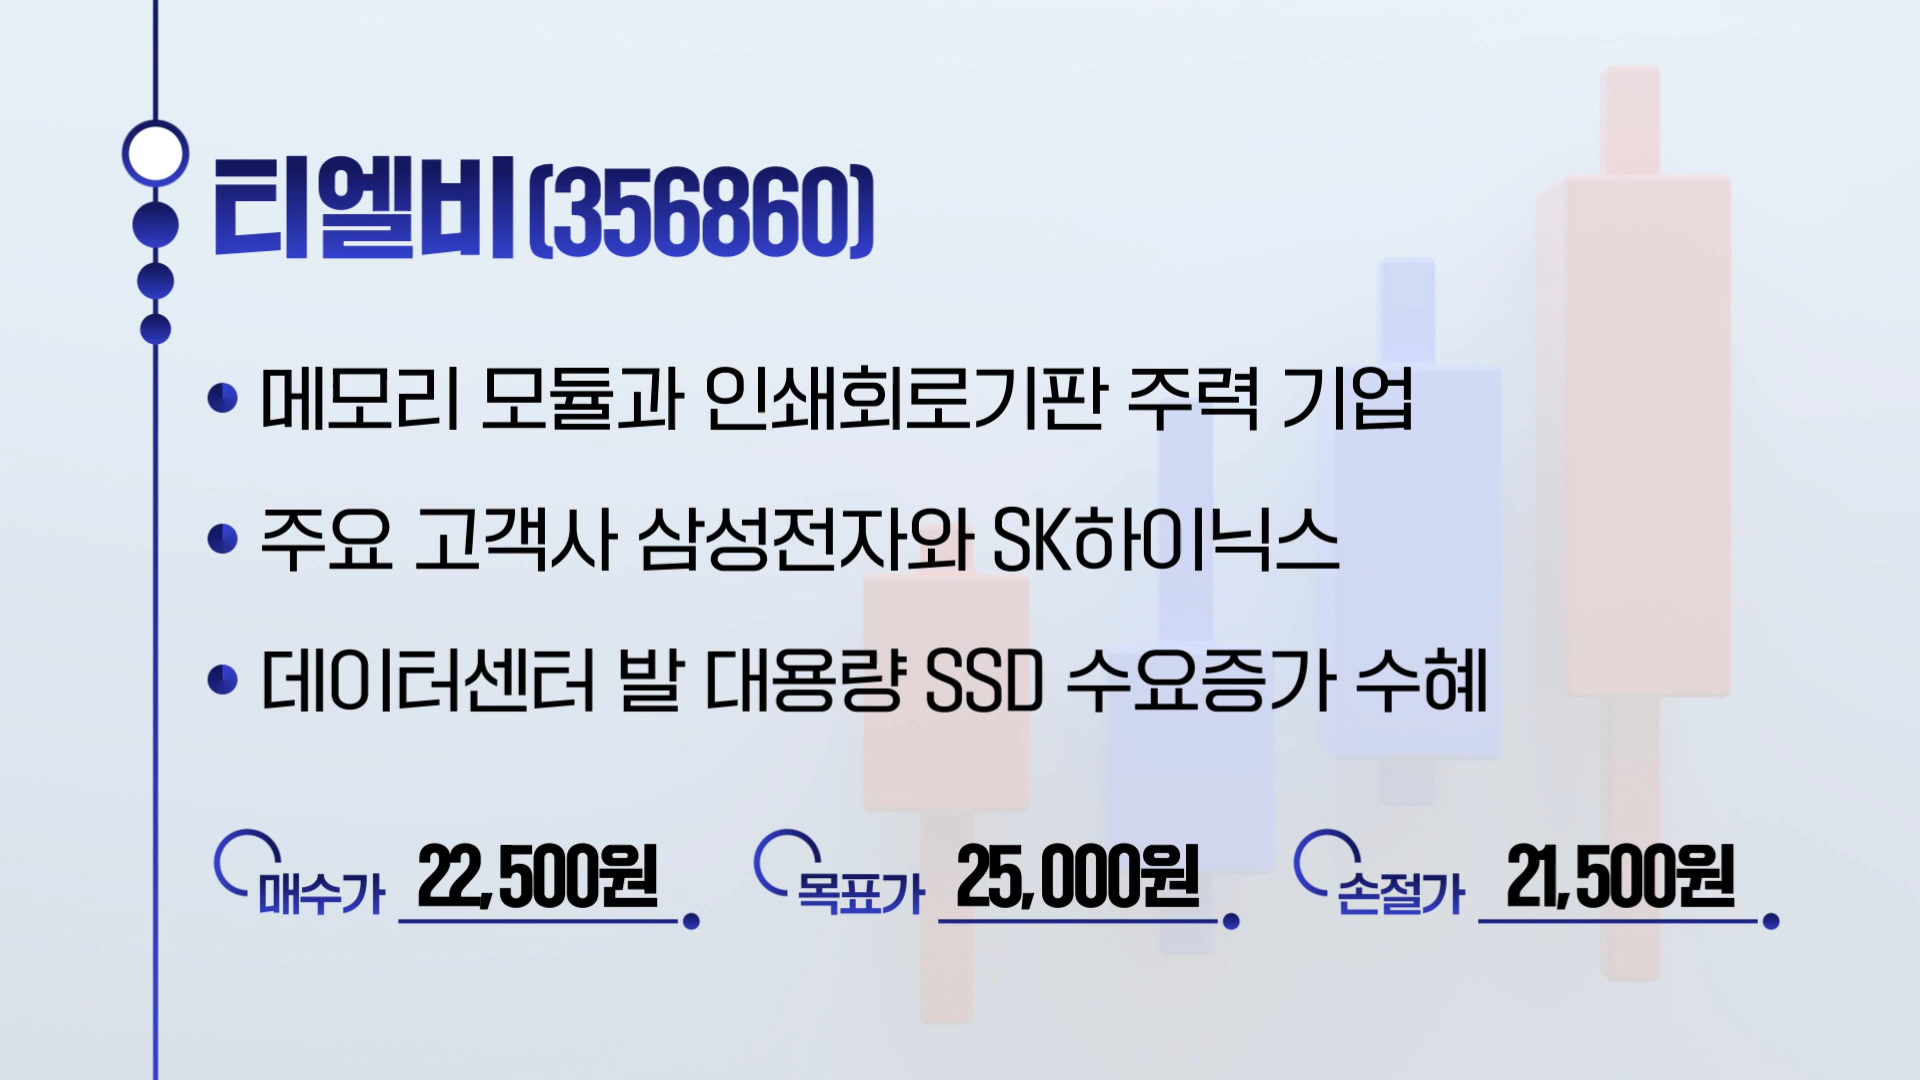 티엘비(356860)
메모리 모듈과 인쇄회로기판 주력 기업
주요 고객사 삼성전자와 SK하이닉스
데이터센터 발 대용량 SSD 수요증가 수혜
매수가 22,500원 목표가 25,000원 손절가 21,500원